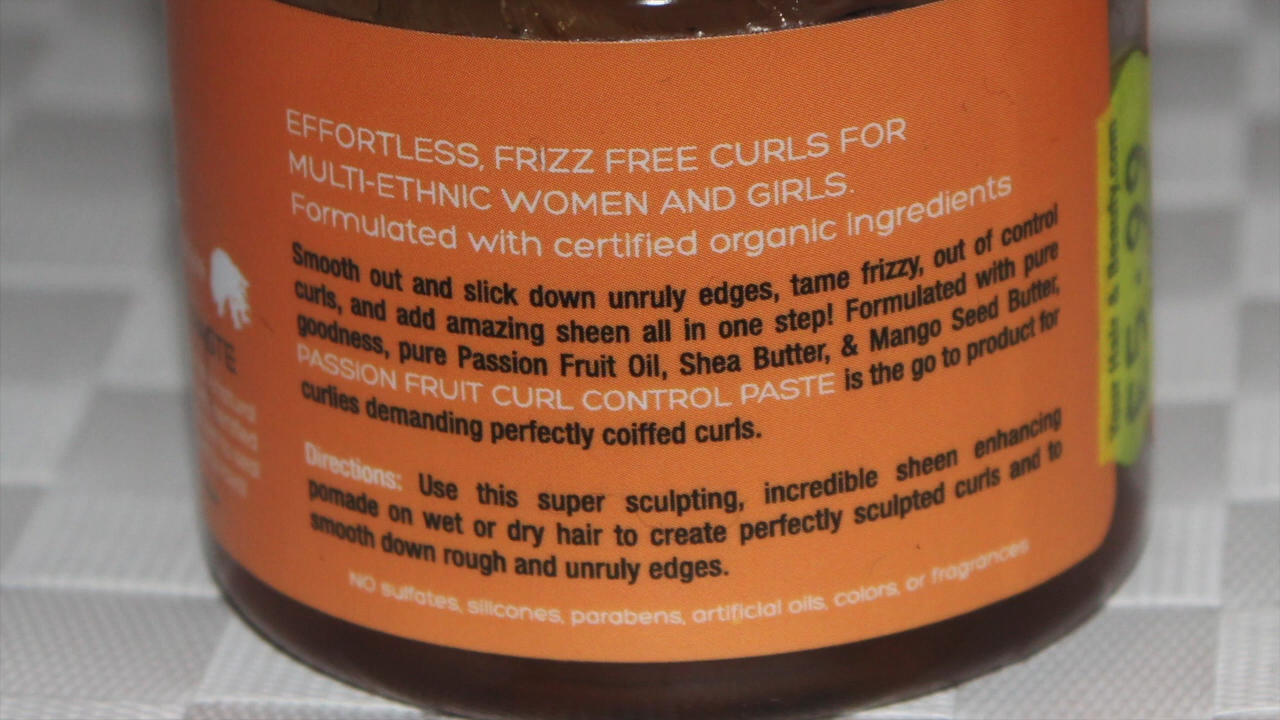 EFFORTLESS, FRIZZ FREE CURLS FOR
MULTI-ETHNIC WOMEN AND GIRLS.
Formulated with certified organic ingredients
Smooth out and slick down unruly edges, tame frizzy, out of control
curls, and add amazing sheen all in one step! Formulated with pure
goodness, pure Passion Fruit Oil, Shea Butter, & Mango Seed Butter,
PASSION FRUIT CURL CONTROL PASTE is the go to product for
curlies demanding perfectly coiffed curls.
Directions: Use this super sculpting, incredible sheen enhancing
pomade on wet or dry hair to create perfectly sculpted curls and to
smooth down rough and unruly edges.
NO sulfates, silicones, parabens, artificial oils, colors, or fragrances